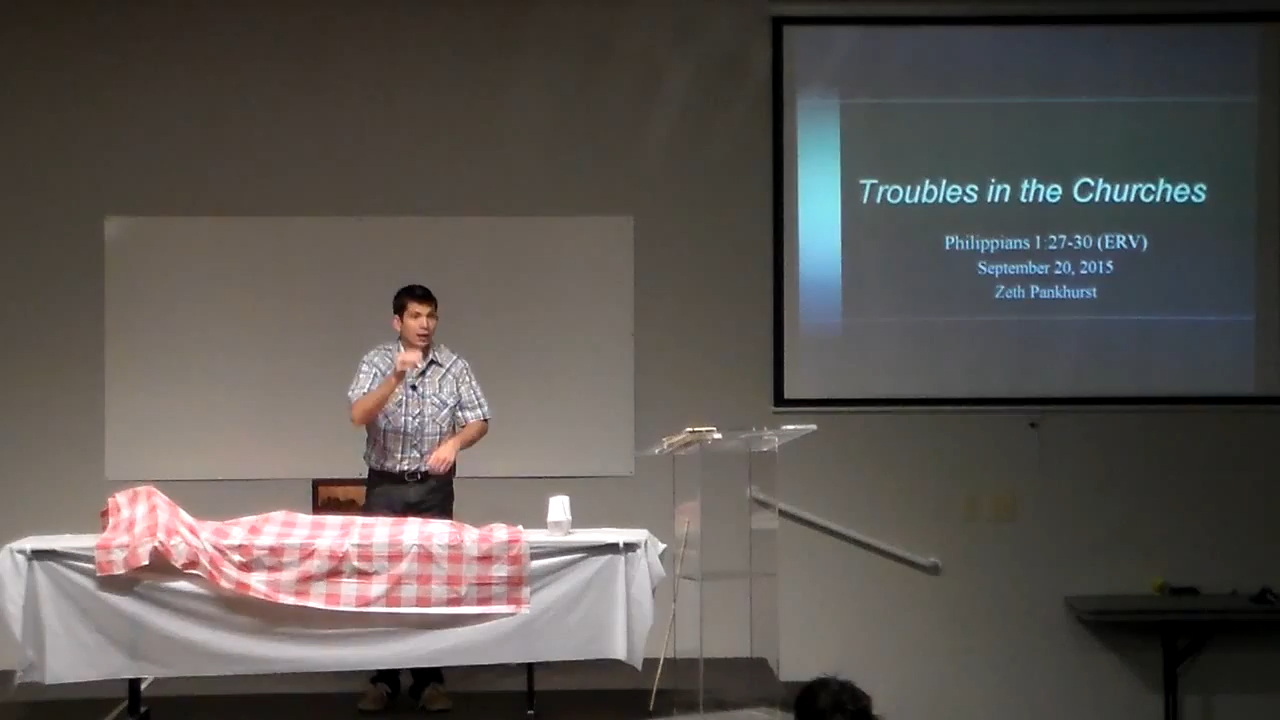 Troubles in the Churches
Philippians 1:27-30 (ERV)
September 20, 2015
Zeth Pankhurst